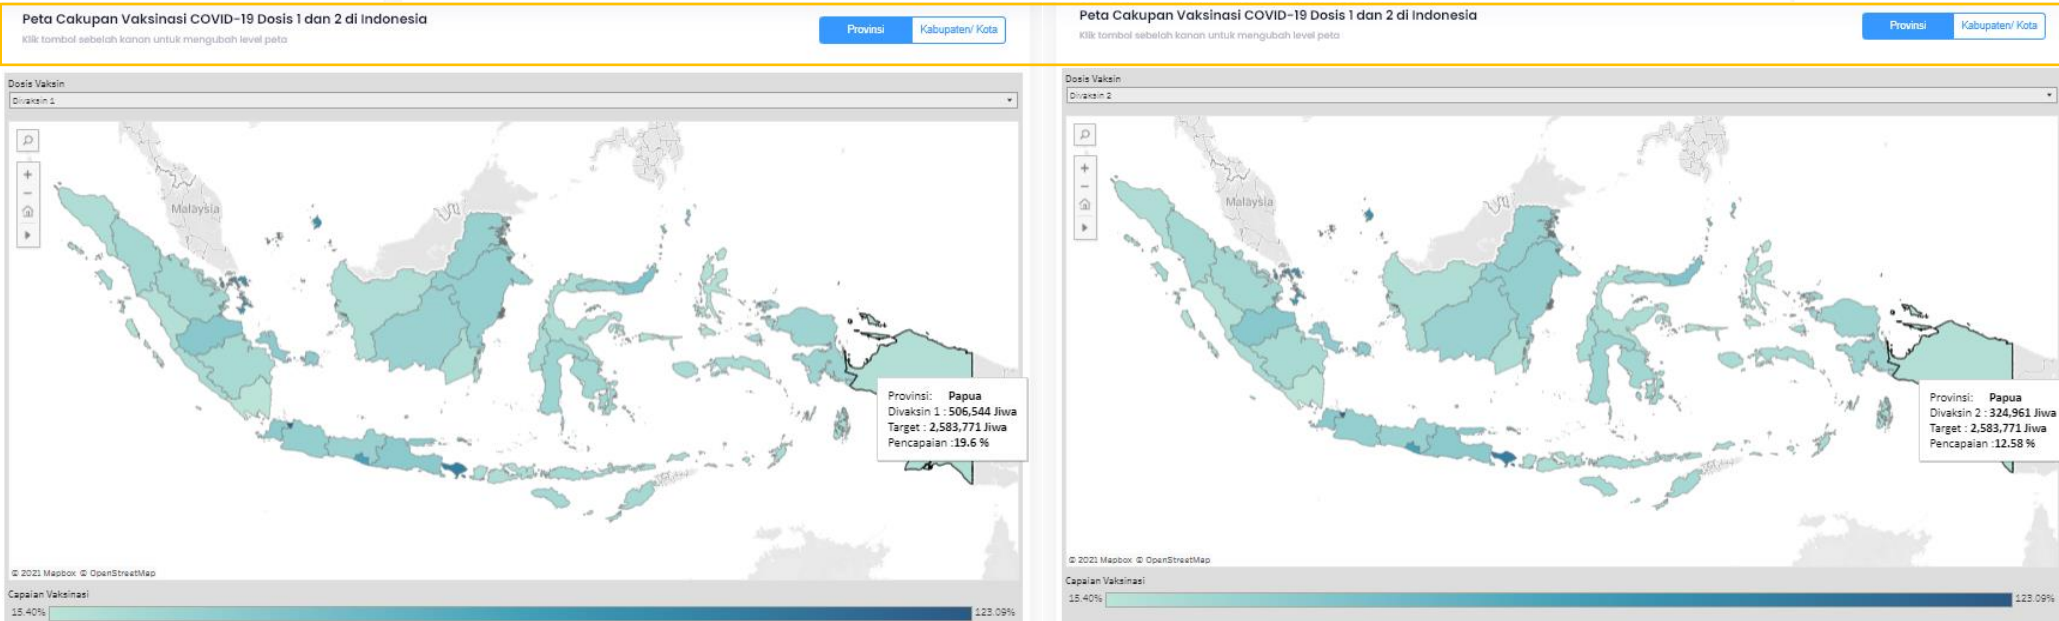 Peta Cakupan Vaksinasi COVID-19 Dosis 1 dan 2 di Indonesia
Klik tombol sebelah kanan untuk mengubah level peta
Provinsi
Kabupaten/ Kota
Dosis Vaksin
Divaksin 1
Malaysia
Provinsi: Papua
Divaksin 1 : 506,544 Jiwa
Target : 2,583,771 Jiwa
Pencapaian :19.6 %
© 2021 Mapbox © OpenStreetMap
Capaian Vaksinasi
15.40%
123.09%
Peta Cakupan Vaksinasi COVID-19 Dosis 1 dan 2 di Indonesia
Klik tombol sebelah kanan untuk mengubah level peta
Provinsi
Kabupaten/ Kota
Dosis Vaksin
Divaksin 2
Malaysia
Provinsi: Papua
Divaksin 2 : 324,961 Jiwa
Target : 2,583,771 Jiwa
Pencapaian :12.58 %
© 2021 Mapbox © OpenStreetMap
Capaian Vaksinasi
15.40%
123.09%